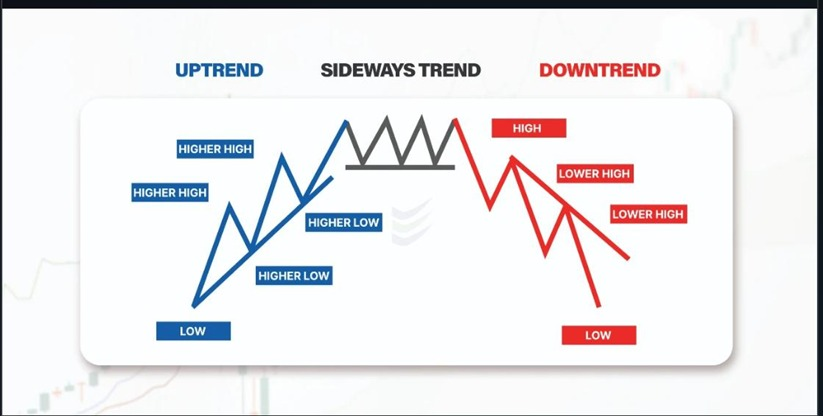 UPTREND
SIDEWAYS TREND
DOWNTREND
HIGHER HIGH
HIGHER HIGH
HIGHER LOW
HIGHER LOW
LOW
HIGH
LOWER HIGH
LOWER HIGH
LOW